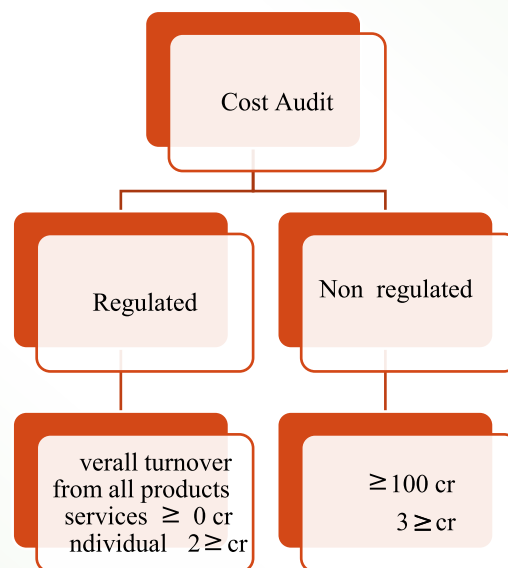 Cost Audit
Regulated
Non regulated
verall turnover
from all products
services ≥ 0 cr
ndividual 2≥cr
≥100 cr
3≥cr